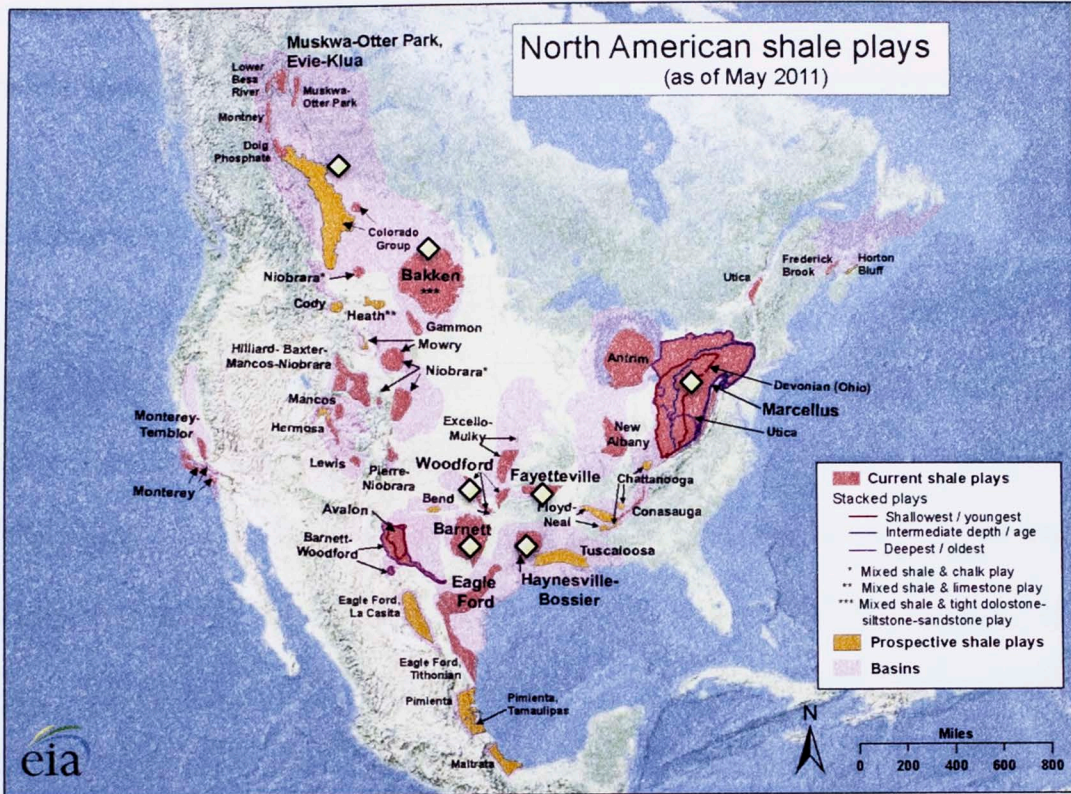 North American shale plays
(as of May 2011)
Muskwa-Otter Park,
Evie-Klua
Lower
Besa
River
Muskwa-
Otter Park
Montney
Doig
Phosphate
Colorado
Group
Niobrara*
Bakken
***
Cody
Heath**
Gammon
Mowry
Hilliard- Baxter-
Mancos-Niobrara
Niobrara*
Mancos
Hermosa
Lewis
Pierre-
Niobrara
Monterey-
Temblor
Monterey
Excello-
Mulky
Woodford
Bend
Fayetteville
Avalon
Barnett
Barnett-
Woodford
Eagle
Ford
Haynesville-
Bossier
Tuscaloosa
Floyd-
Neal
Chattanooga
Conasauga
New
Albany
Antrim
Devonian (Ohio)
Marcellus
Utica
Utica
Frederick
Brook
Horton
Bluff
Eagle Ford,
La Casita
Eagle Ford,
Tithonian
Pimienta
Pimienta,
Tamaulipas
Maltrata
Current shale plays
Stacked plays
Shallowest / youngest
Intermediate depth / age
Deepest / oldest
* Mixed shale & chalk play
** Mixed shale & limestone play
*** Mixed shale & tight dolostone-
siltstone-sandstone play
Prospective shale plays
Basins
N
Miles
0 200 400 600 800
eia